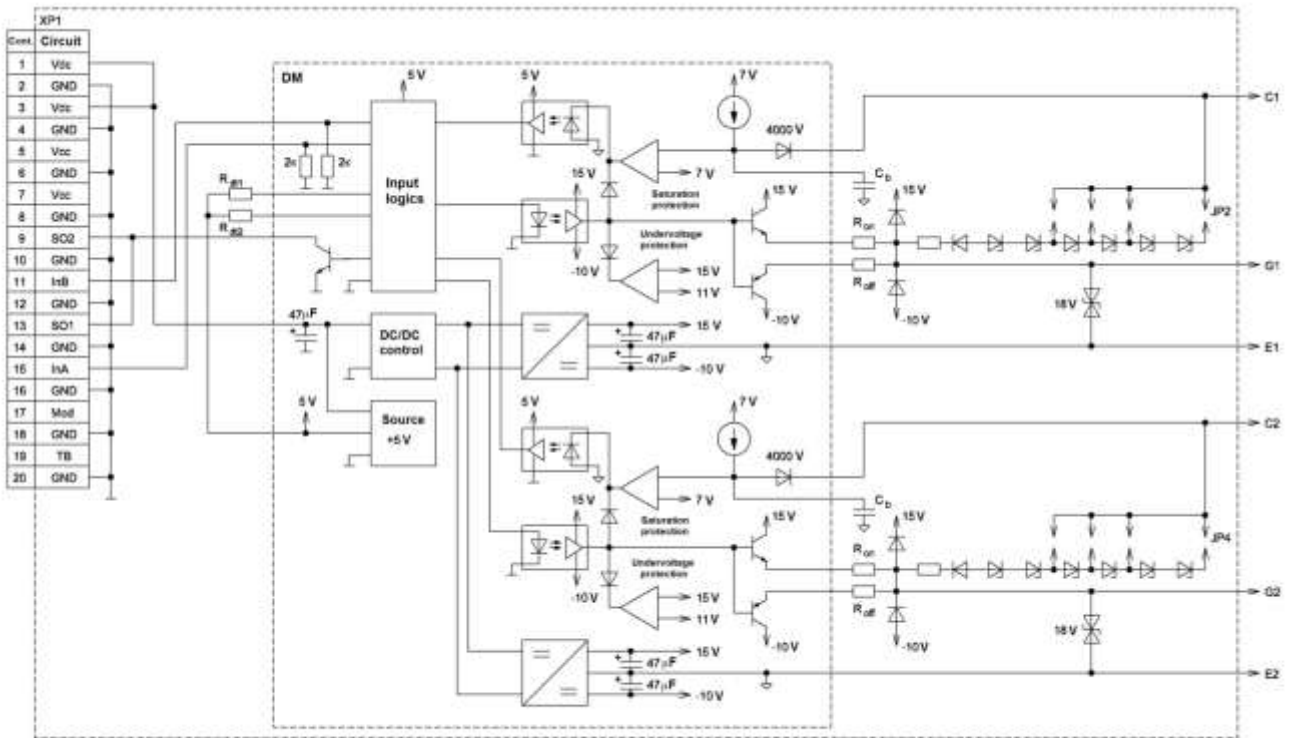 XP1
Cont. Circuit
1 Vdc
2 GND
3 Vdc
4 GND
5 Vcc
6 GND
7 Vcc
8 GND
9 SO2
10 GND
11 InB
12 GND
13 SO1
14 GND
15 InA
16 GND
17 Mod
18 GND
19 TB
20 GND
DM
5 V
Input
logics
2к
2к
R dt1
R dt2
47μF
+
DC/DC
control
5 V
Source
+5 V
5 V
7 V
4000 V
C1
7 V
C b
15 V
Saturation
protection
15 V
15 V
JP2
R on
Undervoltage
protection
-10 V
15 V
11 V
R off
G1
-10 V
-10 V
18 V
+
15 V
47μF
E1
+
47μF
-10 V
5 V
7 V
4000 V
C2
7 V
C b
15 V
Saturation
protection
15 V
15 V
JP4
R on
Undervoltage
protection
-10 V
15 V
11 V
R off
G2
-10 V
-10 V
18 V
+
15 V
47μF
E2
+
47μF
-10 V